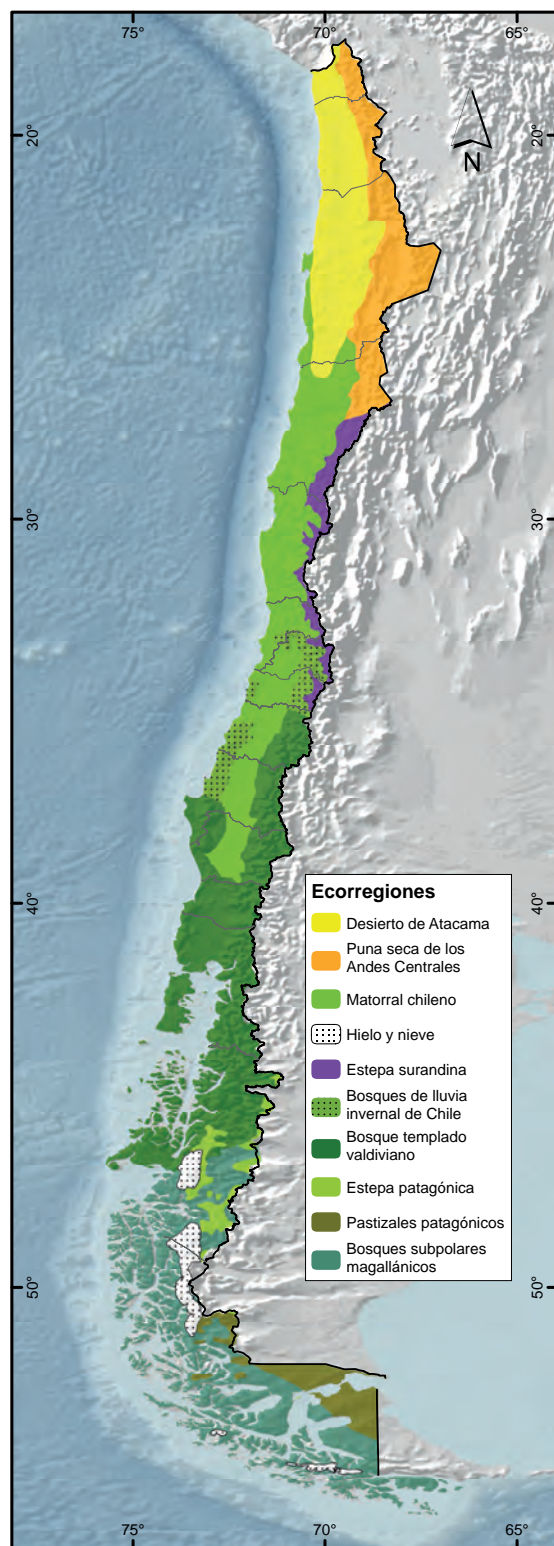 75°
70°
65°
20°
20°
N
30°
30°
Ecorregiones
Desierto de Atacama
Puna seca de los
Andes Centrales
Matorral chileno
Hielo y nieve
Estepa surandina
Bosques de lluvia
invernal de Chile
Bosque templado
valdiviano
Estepa patagónica
Pastizales patagónicos
Bosques subpolares
magallánicos
40°
40°
50°
50°
75°
70°
65°